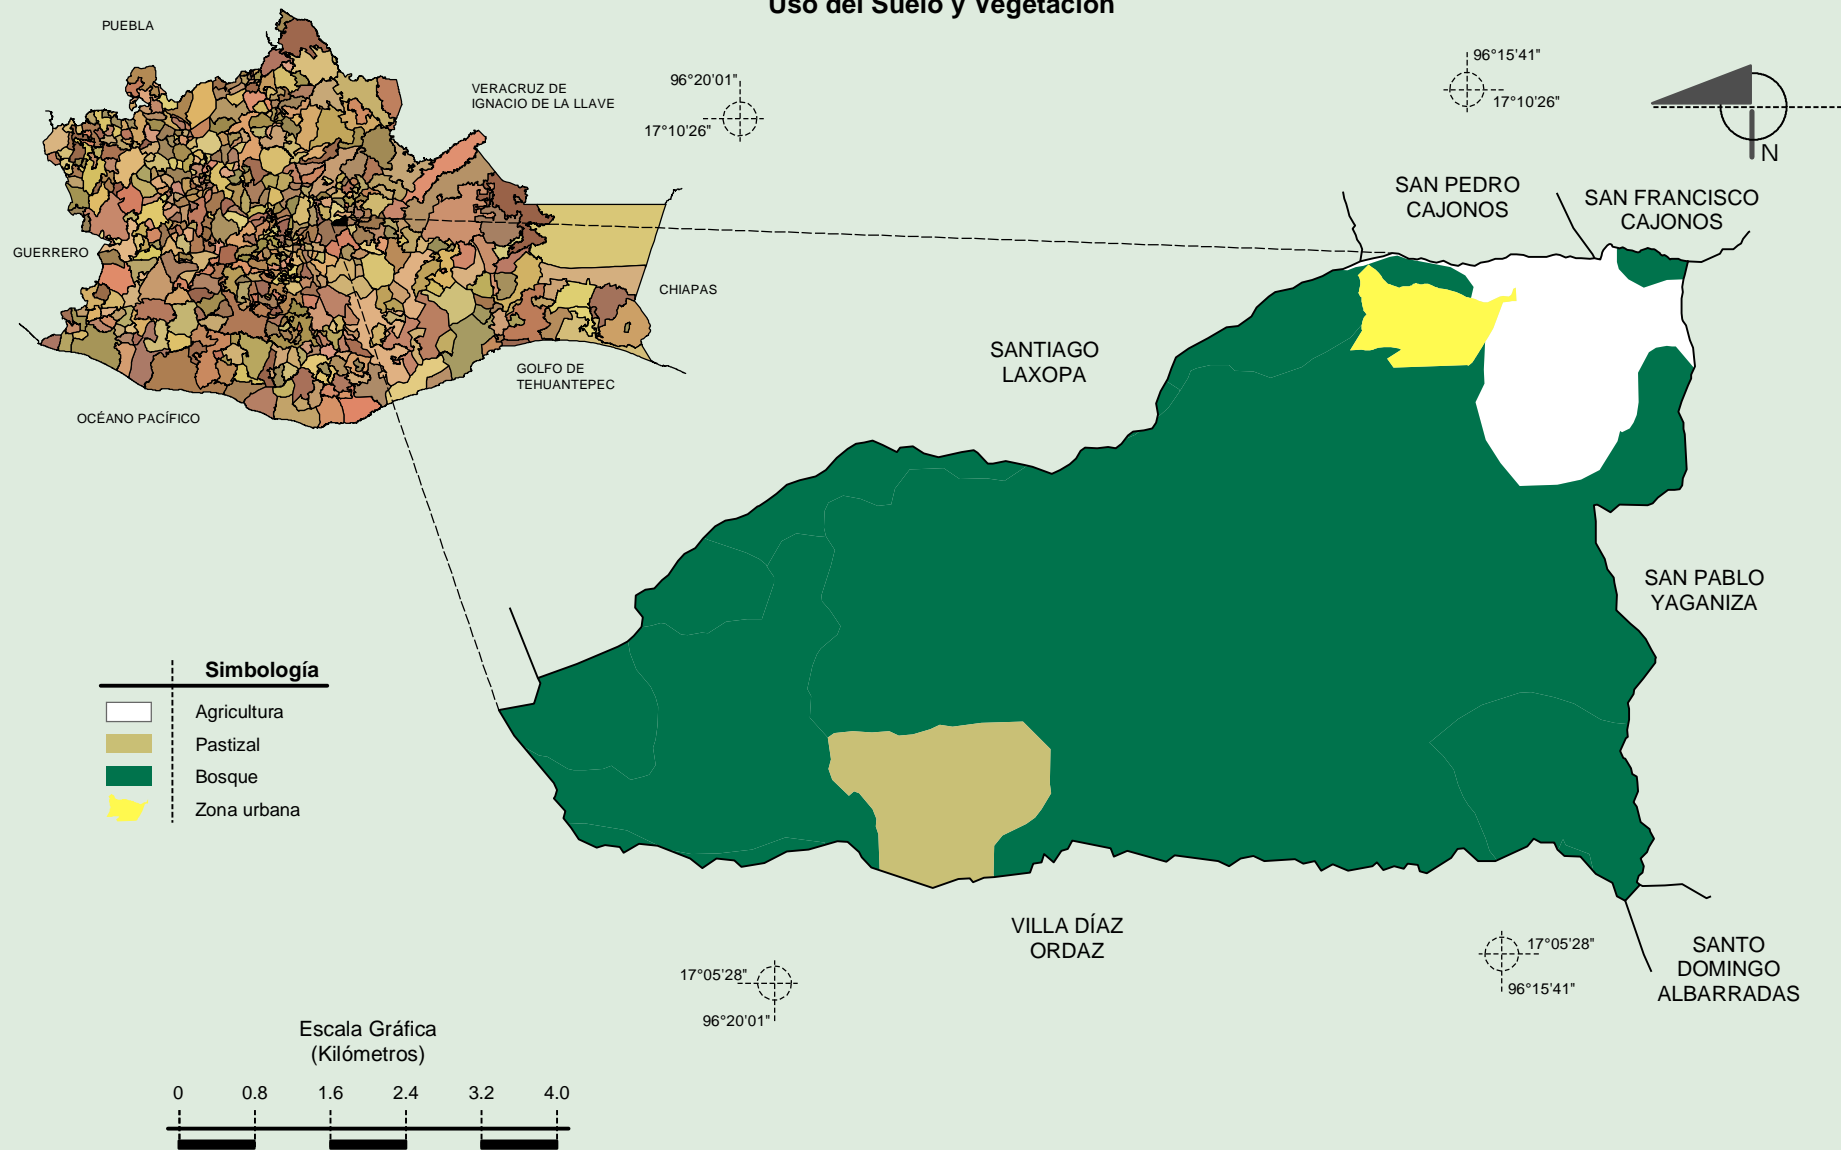 Uso del Suelo y Vegetación
PUEBLA
VERACRUZ DE
IGNACIO DE LA LLAVE
GUERRERO
CHIAPAS
GOLFO DE
TEHUANTEPEC
OCÉANO PACÍFICO
96°20'01"
17°10'26"
96°15'41"
17°10'26"
N
SAN PEDRO
CAJONOS
SAN FRANCISCO
CAJONOS
SANTIAGO
LAXOPA
SAN PABLO
YAGANIZA
VILLA DÍAZ
ORDAZ
SANTO
DOMINGO
ALBARRADAS
17°05'28"
96°20'01"
17°05'28"
96°15'41"
Simbología
Agricultura
Pastizal
Bosque
Zona urbana
Escala Gráfica
(Kilómetros)
0 0.8 1.6 2.4 3.2 4.0